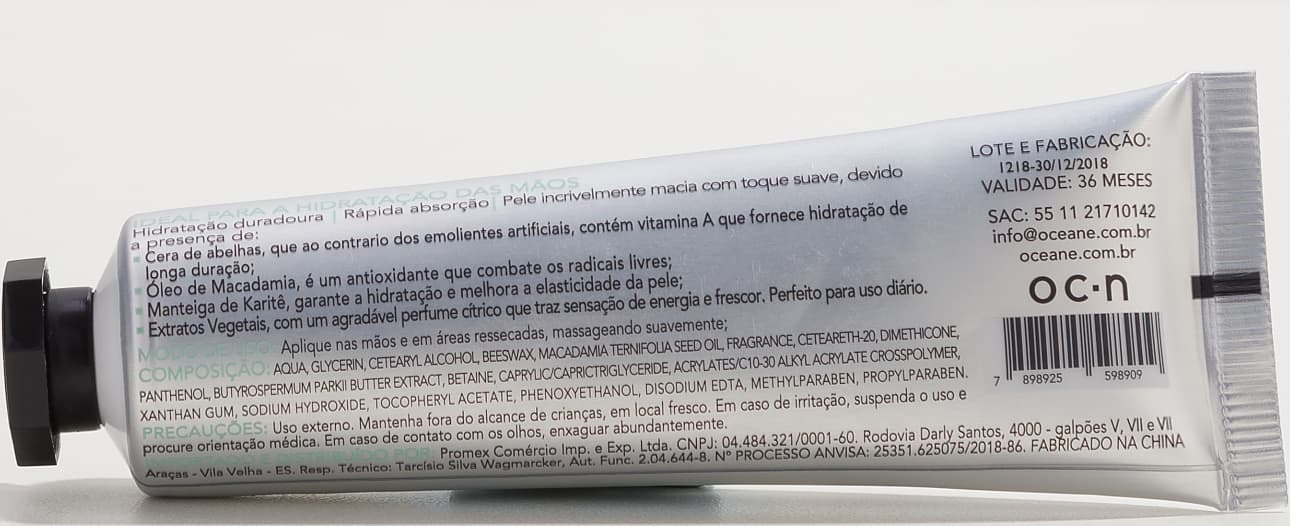 IDEAL PARA A HIDRATAÇÃO DAS MÃOS
Hidratação duradoura | Rápida absorção | Pele incrivelmente macia com toque suave, devido
a presença de:
Cera de abelhas, que ao contrario dos emolientes artificiais, contém vitamina A que fornece hidratação de
longa duração;
Óleo de Macadamia, é um antioxidante que combate os radicais livres;
Manteiga de Karitê, garante a hidratação e melhora a elasticidade da pele;
Extratos Vegetais, com um agradável perfume cítrico que traz sensação de energia e frescor. Perfeito para uso diário.
MODO DE USO: Aplique nas mãos e em áreas ressecadas, massageando suavemente;
COMPOSIÇÃO: AQUA, GLYCERIN, CETEARYL ALCOHOL, BEESWAX, MACADAMIA TERNIFOLIA SEED OIL, FRAGRANCE, CETEARETH-20, DIMETHICONE,
PANTHENOL, BUTYROSPERMUM PARKII BUTTER EXTRACT, BETAINE, CAPRYLIC/CAPRICTRIGLYCERIDE, ACRYLATES/C10-30 ALKYL ACRYLATE CROSSPOLYMER,
XANTHAN GUM, SODIUM HYDROXIDE, TOCOPHERYL ACETATE, PHENOXYETHANOL, DISODIUM EDTA, METHYLPARABEN, PROPYLPARABEN.
PRECAUÇÕES: Uso externo. Mantenha fora do alcance de crianças, em local fresco. Em caso de irritação, suspenda o uso e
procure orientação médica. Em caso de contato com os olhos, enxaguar abundantemente.
DISTRIBUÍDO POR: Promex Comércio Imp. e Exp. Ltda. CNPJ: 04.484.321/0001-60. Rodovia Darly Santos, 4000 - galpões V, VII e VII
Araças - Vila Velha - ES. Resp. Técnico: Tarcísio Silva Wagmarcker, Aut. Func. 2.04.644-8. N° PROCESSO ANVISA: 25351.625075/2018-86. FABRICADO NA CHINA
LOTE E FABRICAÇÃO:
1218-30/12/2018
VALIDADE: 36 MESES
SAC: 55 11 21710142
info@oceane.com.br
oceane.com.br
oc·n
7 898925 598909